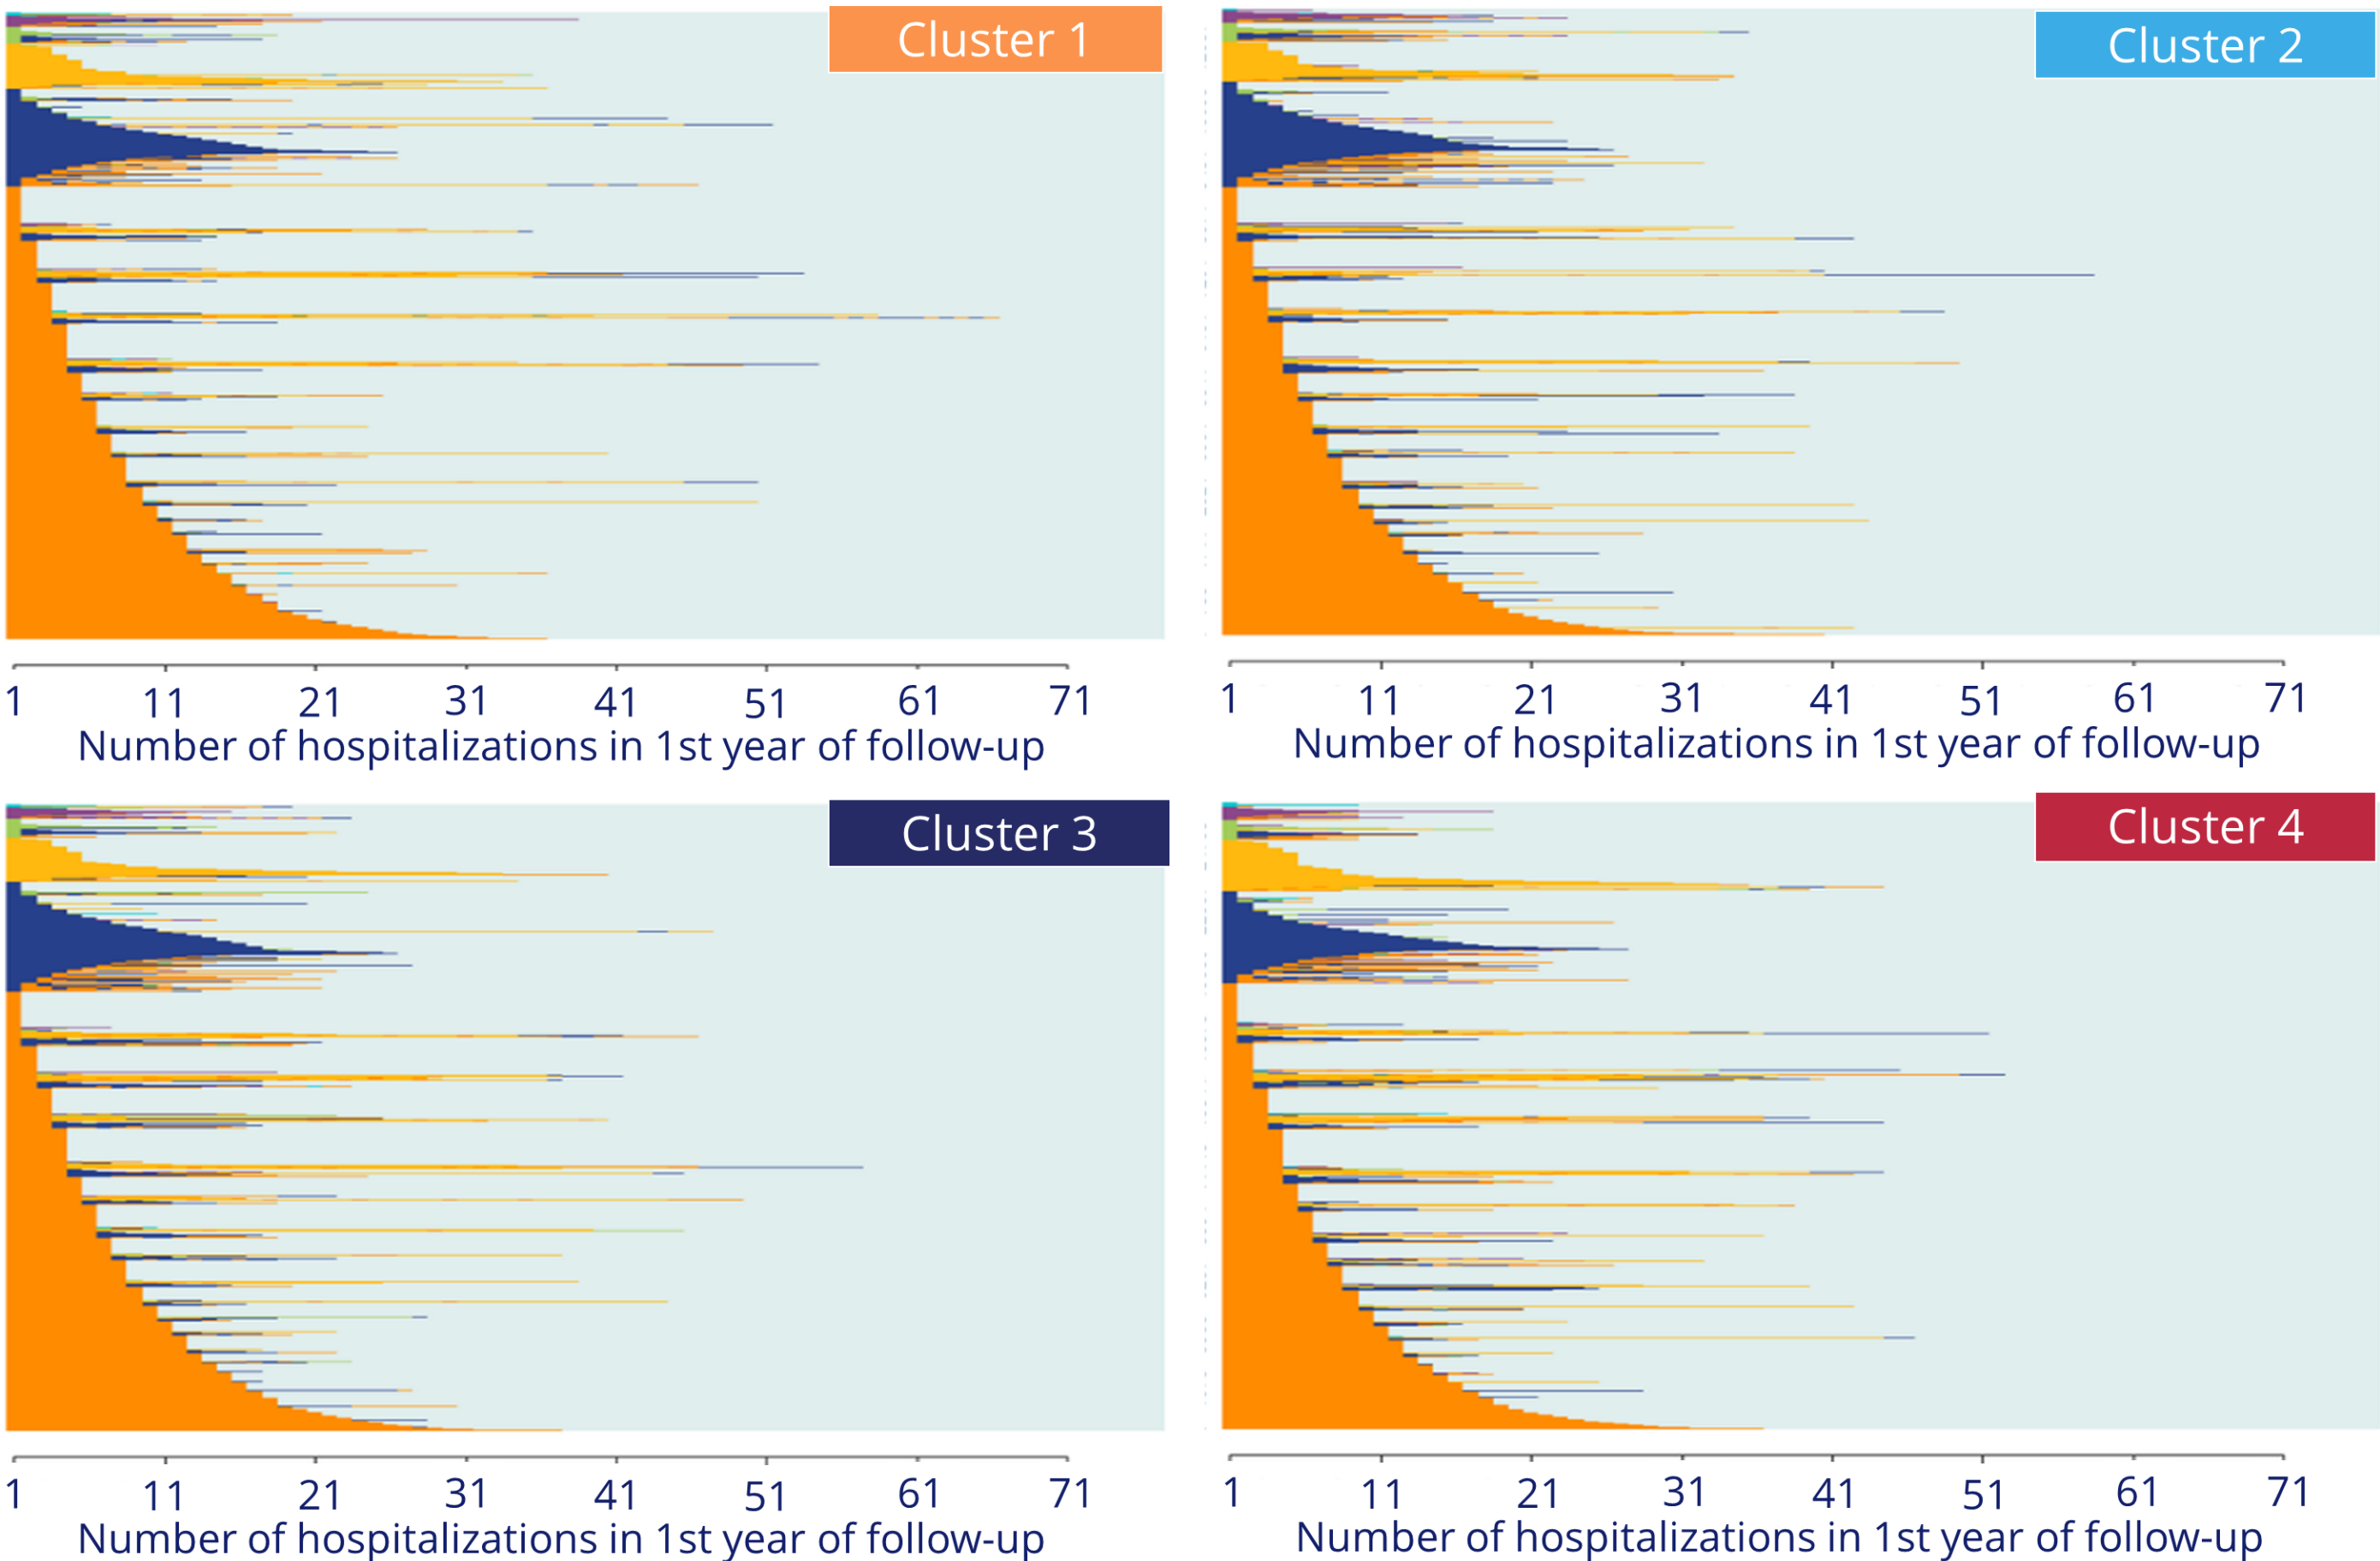 Cluster 1
1 11 21 31 41 51 61 71
Number of hospitalizations in 1st year of follow-up
Cluster 2
1 11 21 31 41 51 61 71
Number of hospitalizations in 1st year of follow-up
Cluster 3
1 11 21 31 41 51 61 71
Number of hospitalizations in 1st year of follow-up
Cluster 4
1 11 21 31 41 51 61 71
Number of hospitalizations in 1st year of follow-up